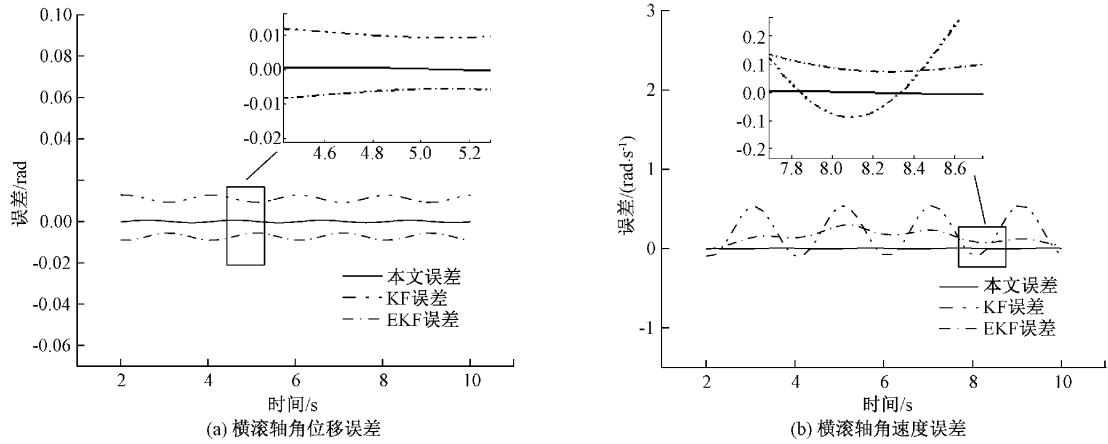 0.10
0.08
0.06
0.04
0.02
0.00
-0.02
-0.04
-0.06
误差/rad
0.01
0.00
-0.01
-0.02
4.6 4.8 5.0 5.2
本文误差
KF误差
EKF误差
2 4 6 8 10
时间/s
(a) 横滚轴角位移误差
3
2
1
0
-1
误差/(rad·s⁻¹)
0.2
0.1
0.0
-0.1
-0.2
7.8 8.0 8.2 8.4 8.6
本文误差
KF误差
EKF误差
2 4 6 8 10
时间/s
(b) 横滚轴角速度误差